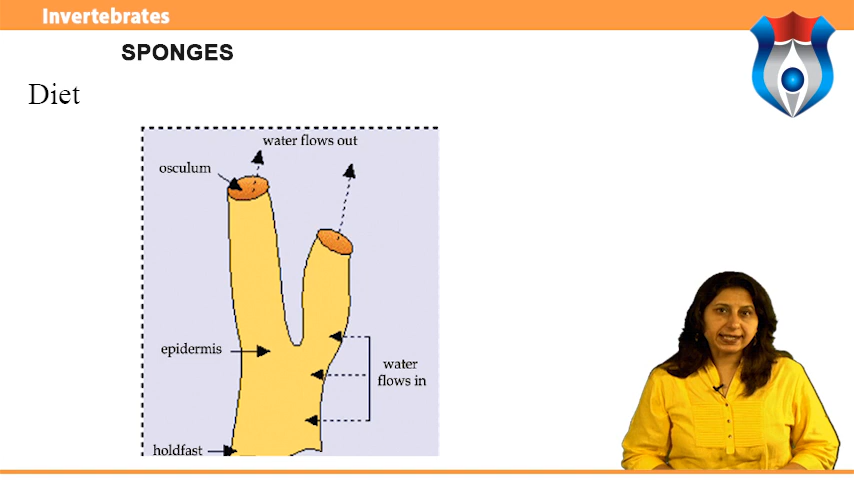 Invertebrates
SPONGES
Diet
water flows out
osculum
epidermis
water
flows in
holdfast